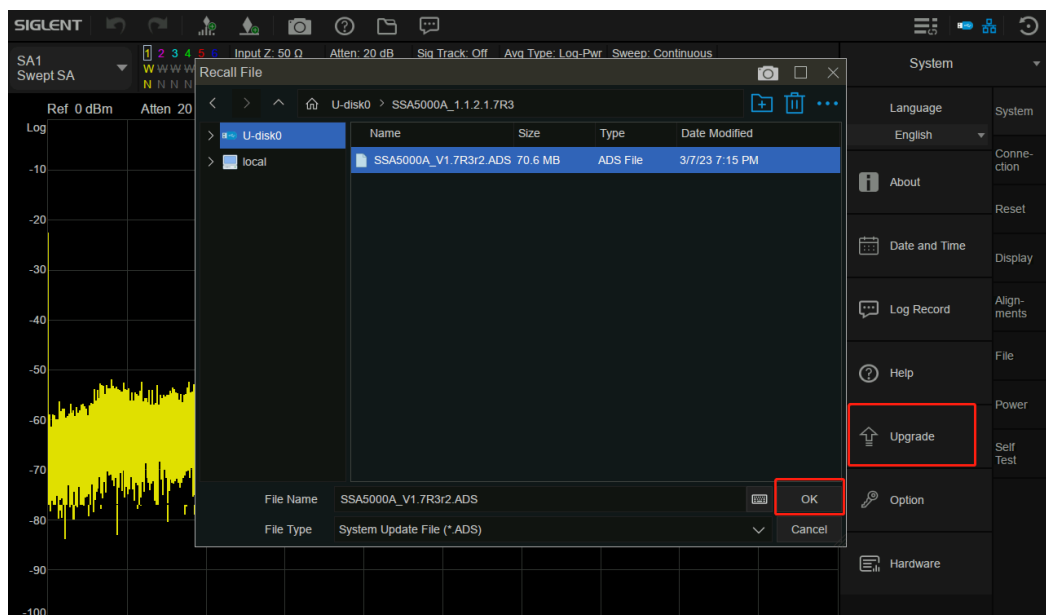 SIGLENT
SA1
Swept SA
1 2 3 4 5 6
W W W W
N N N N
Input Z: 50 Ω Atten: 20 dB Sig Track: Off Avg Type: Log-Pwr Sweep: Continuous
System
Ref 0 dBm Atten 20
Log
-10
-20
-30
-40
-50
-60
-70
-80
-90
-100
Recall File
U-disk0 > SSA5000A_1.1.2.1.7R3
U-disk0
local
Name Size Type Date Modified
SSA5000A_V1.7R3r2.ADS 70.6 MB ADS File 3/7/23 7:15 PM
File Name SSA5000A_V1.7R3r2.ADS OK
File Type System Update File (*.ADS) Cancel
Language
English
About
Date and Time
Log Record
Help
Upgrade
Option
Hardware
System
Conne-
ction
Reset
Display
Align-
ments
File
Power
Self
Test